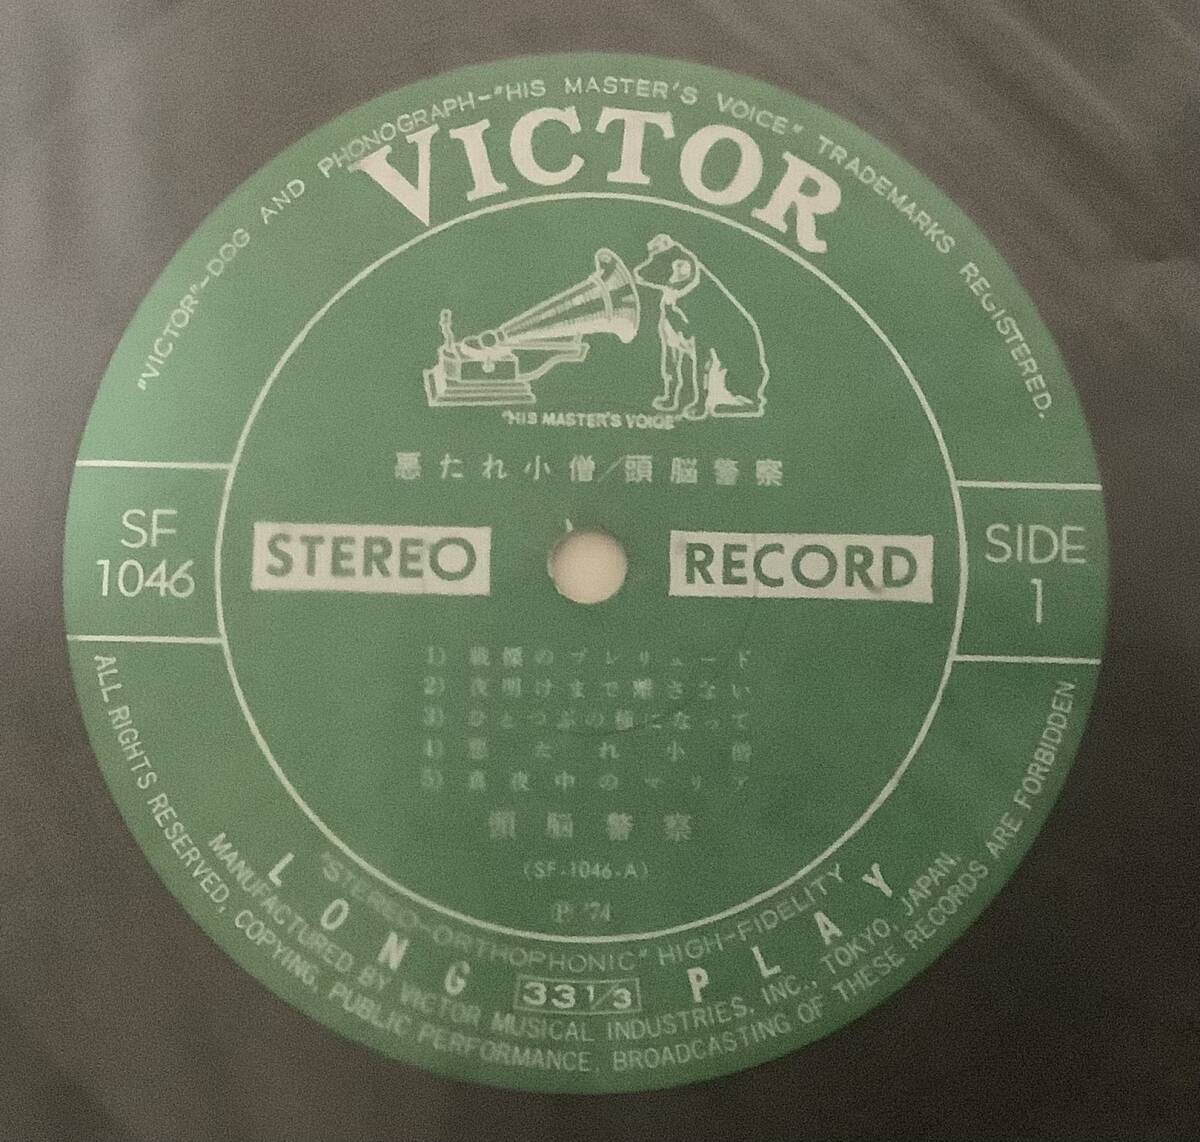 "VICTOR"-DOG AND PHONOGRAPH-"HIS MASTER'S VOICE" TRADEMARKS REGISTERED.
VICTOR
"HIS MASTER'S VOICE"
悪たれ小僧/頭脳警察
SF
1046
STEREO
RECORD
SIDE
1
1) 戦慄のプレリュード
2) 夜明けまで離さない
3) ひとつぶの種になって
4) 悪たれ小僧
5) 真夜中のマリア
頭脳警察
(SF-1046-A)
Ⓟ '74
"STEREO-ORTHOPHONIC" HIGH-FIDELITY
LONG 33 1/3 PLAY
MANUFACTURED BY VICTOR MUSICAL INDUSTRIES, INC., TOKYO, JAPAN.
ALL RIGHTS RESERVED, COPYING, PUBLIC PERFORMANCE, BROADCASTING OF THESE RECORDS ARE FORBIDDEN.